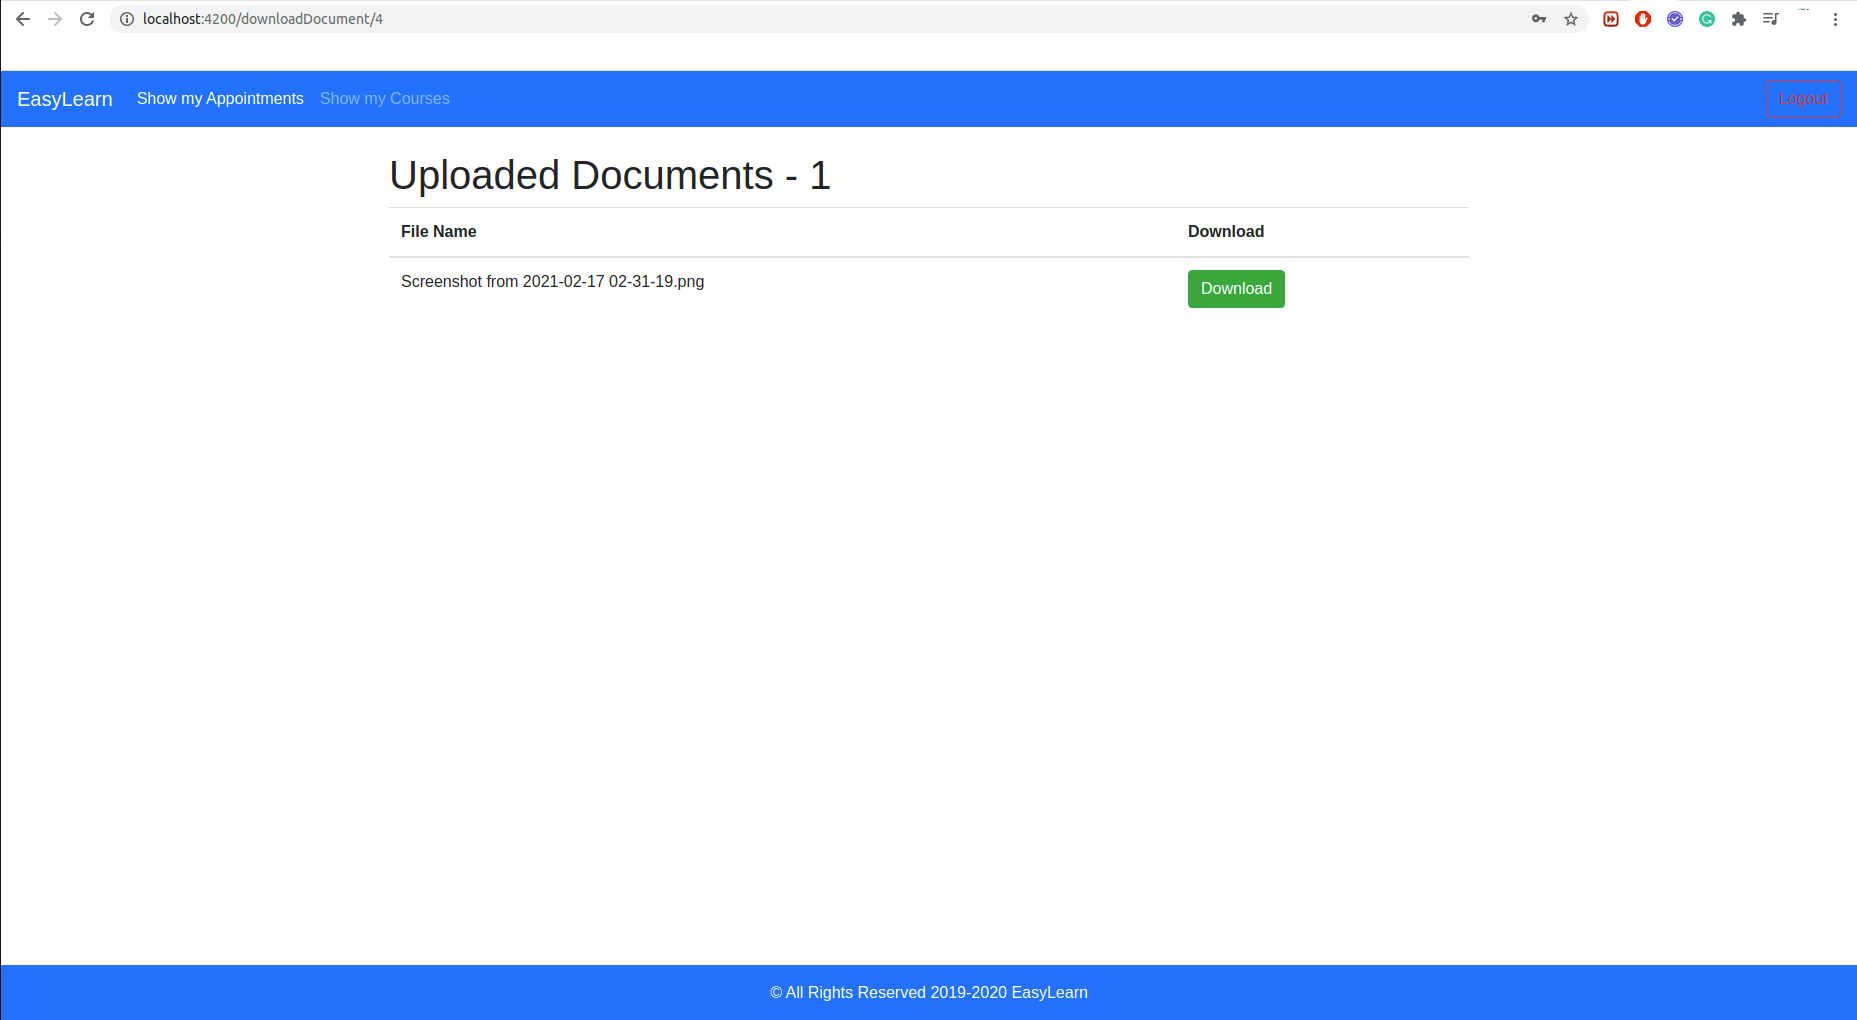 localhost:4200/downloadDocument/4
EasyLearn Show my Appointments Show my Courses Logout
Uploaded Documents - 1
File Name Download
Screenshot from 2021-02-17 02-31-19.png Download
© All Rights Reserved 2019-2020 EasyLearn